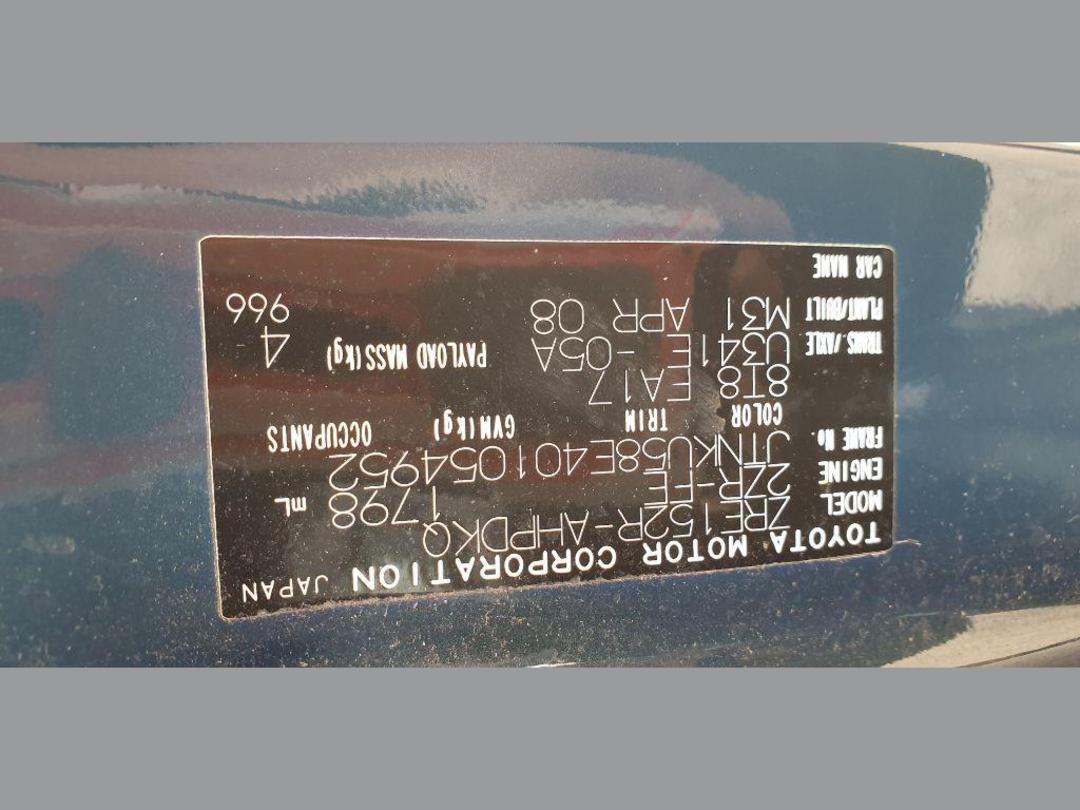 TOYOTA MOTOR CORPORATION JAPAN
MODEL ZRE152R-AHPDKQ
ENGINE 2ZR-FE 1798 mL
FRAME No. JTNKU58E401054952
COLOR TRIM GVM(kg) OCCUPANTS
8T8 EA17
TRANS/AXLE U341E -05A PAYLOAD MASS(kg) 4
PLANT/BUILT M31 APR 08
CAR NAME